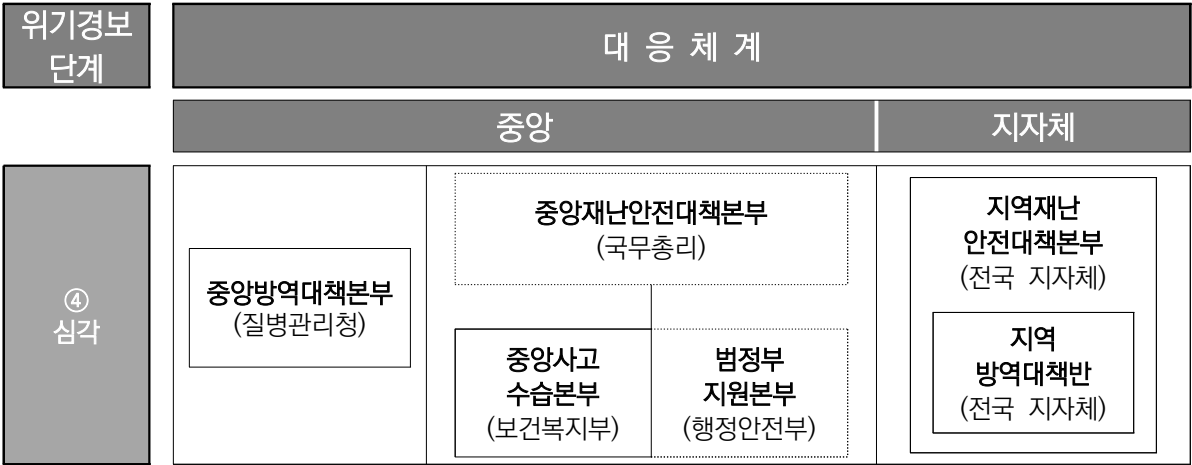 위기경보
단계
대 응 체 계
중앙
지자체
④
심각
중앙방역대책본부
(질병관리청)
중앙재난안전대책본부
(국무총리)
중앙사고
수습본부
(보건복지부)
범정부
지원본부
(행정안전부)
지역재난
안전대책본부
(전국 지자체)
지역
방역대책반
(전국 지자체)